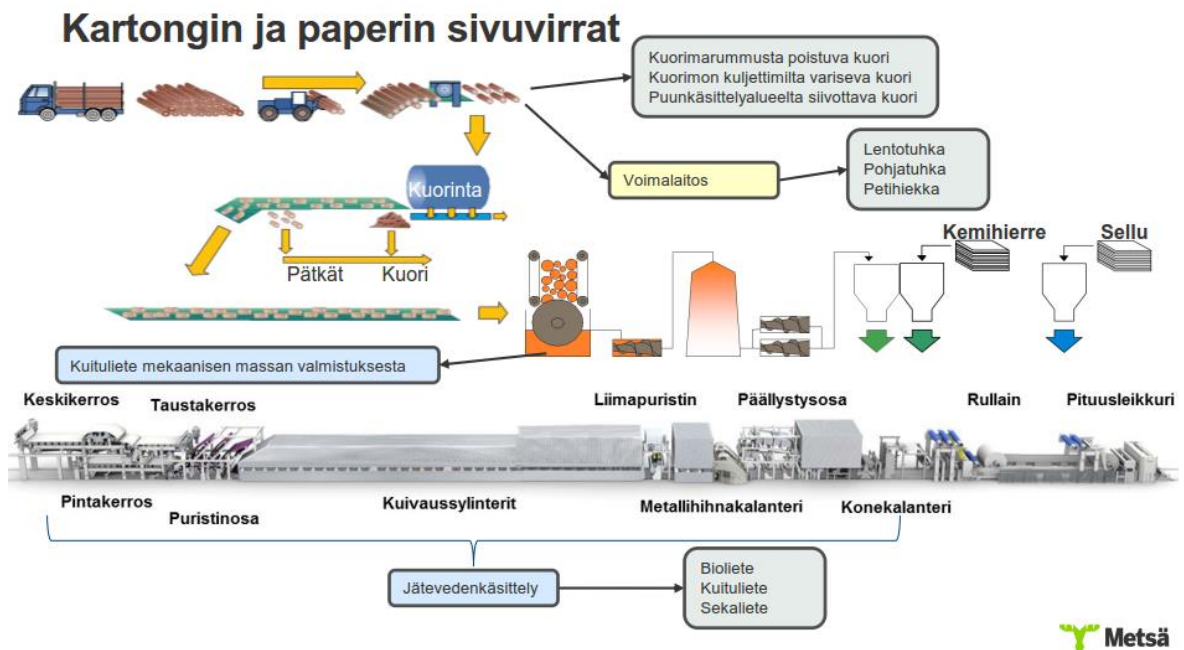 Kartongin ja paperin sivuvirrat
Kuorimarummusta poistuva kuori
Kuorimon kuljettimilta variseva kuori
Puunkäsittelyalueelta siivottava kuori
Voimalaitos
Lentotuhka
Pohjatuhka
Petihiekka
Kuorinta
Pätkät
Kuori
Kemihierre
Sellu
Kuituliete mekaanisen massan valmistuksesta
Keskikerros
Taustakerros
Liimapuristin
Päällystysosa
Rullain
Pituusleikkuri
Pintakerros
Puristinosa
Kuivaussylinterit
Metallihihnakalanteri
Konekalanteri
Jätevedenkäsittely
Bioliete
Kuituliete
Sekaliete
Metsä